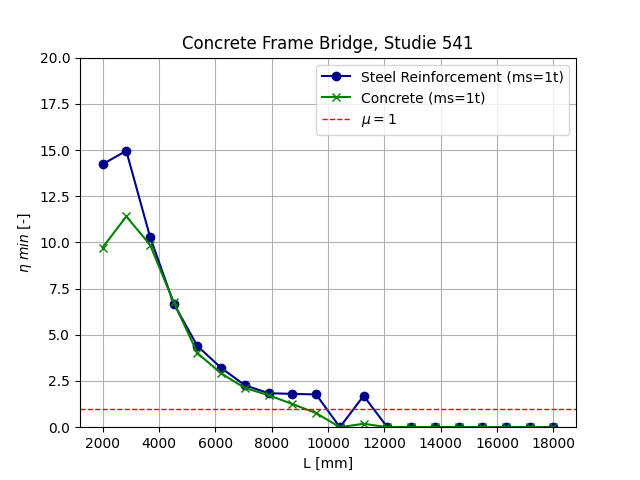 Concrete Frame Bridge, Studie 541
Steel Reinforcement (ms=1t)
Concrete (ms=1t)
μ = 1
20.0
17.5
15.0
12.5
10.0
7.5
5.0
2.5
0.0
η min [-]
2000 4000 6000 8000 10000 12000 14000 16000 18000
L [mm]